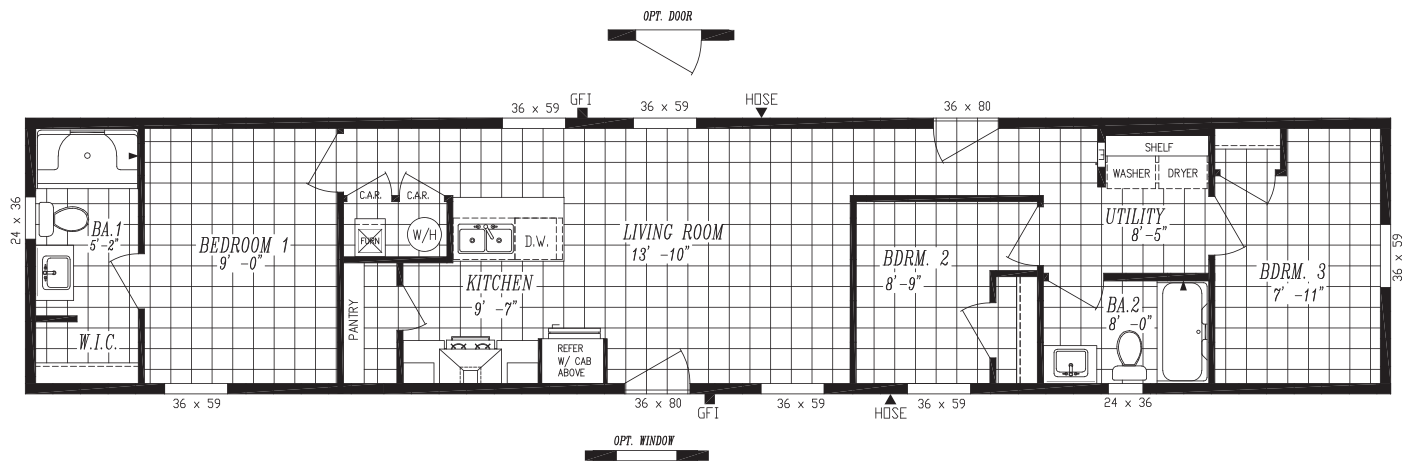 OPT. DOOR
36 x 59
GFI
36 x 59
HOSE
36 x 80
24 x 36
BA.1
5'-2"
W.I.C.
BEDROOM 1
9' -0"
C.A.R.
C.A.R.
FURN
W/H
PANTRY
D.W.
KITCHEN
9' -7"
REFER
W/ CAB
ABOVE
LIVING ROOM
13' -10"
BDRM. 2
8'-9"
SHELF
WASHER
DRYER
UTILITY
8'-5"
BA.2
8' -0"
BDRM. 3
7' -11"
36 x 59
36 x 59
36 x 80
GFI
36 x 59
HOSE
36 x 59
24 x 36
OPT. WINDOW